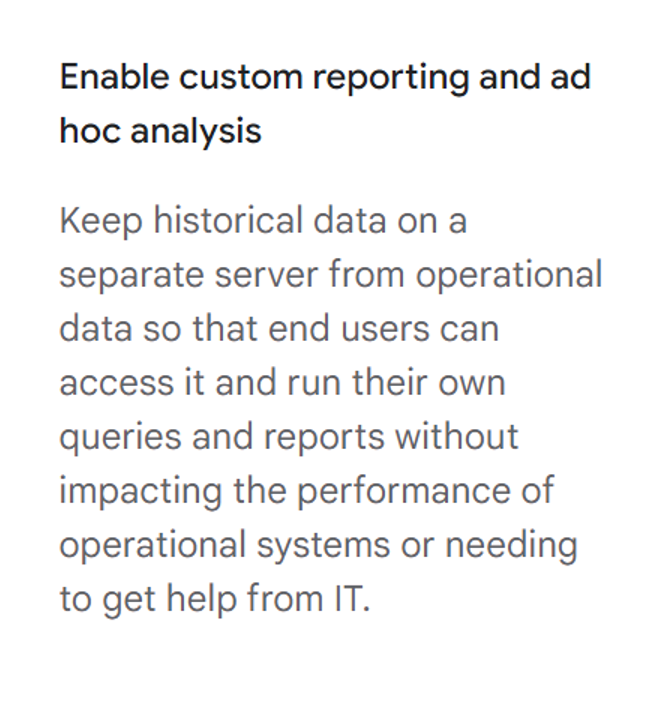 Enable custom reporting and ad
hoc analysis
Keep historical data on a
separate server from operational
data so that end users can
access it and run their own
queries and reports without
impacting the performance of
operational systems or needing
to get help from IT.